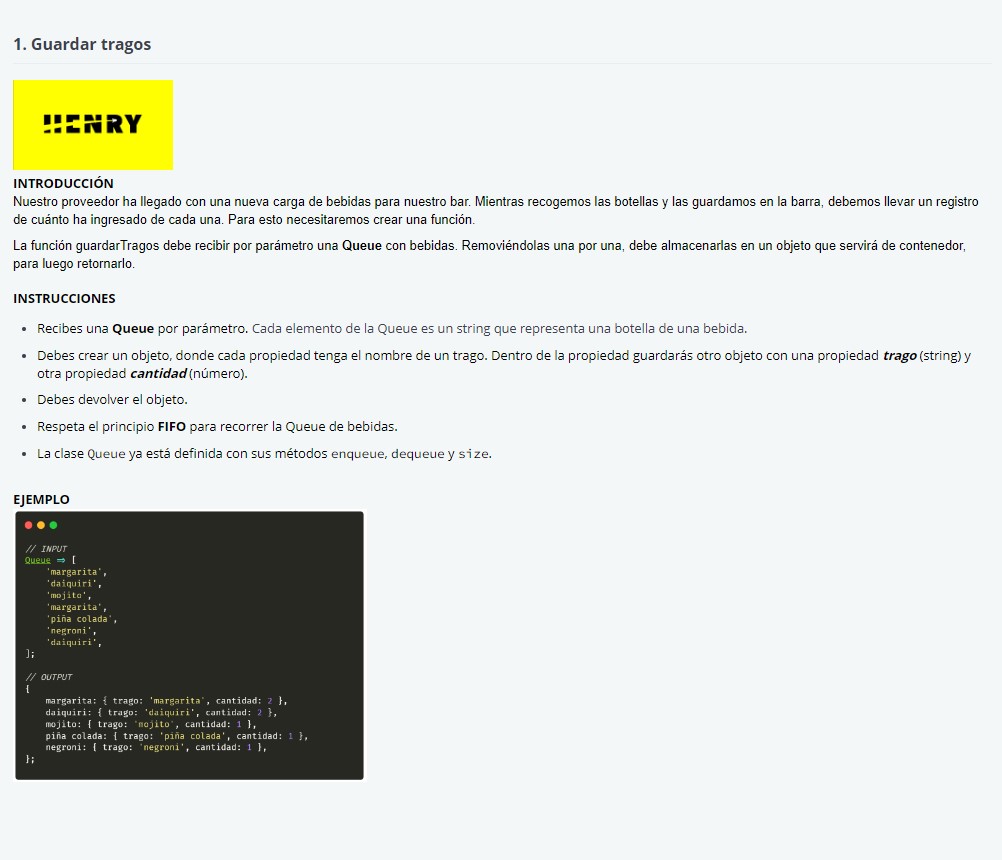 1. Guardar tragos
HENRY
INTRODUCCIÓN
Nuestro proveedor ha llegado con una nueva carga de bebidas para nuestro bar. Mientras recogemos las botellas y las guardamos en la barra, debemos llevar un registro
de cuánto ha ingresado de cada una. Para esto necesitaremos crear una función.
La función guardarTragos debe recibir por parámetro una Queue con bebidas. Removiéndolas una por una, debe almacenarlas en un objeto que servirá de contenedor,
para luego retornarlo.
INSTRUCCIONES
• Recibes una Queue por parámetro. Cada elemento de la Queue es un string que representa una botella de una bebida.
• Debes crear un objeto, donde cada propiedad tenga el nombre de un trago. Dentro de la propiedad guardarás otro objeto con una propiedad trago (string) y
otra propiedad cantidad (número).
• Debes devolver el objeto.
• Respeta el principio FIFO para recorrer la Queue de bebidas.
• La clase Queue ya está definida con sus métodos enqueue, dequeue y size.
EJEMPLO
// INPUT
Queue ⇒ [
'margarita',
'daiquiri',
'mojito',
'margarita',
'piña colada',
'negroni',
'daiquiri',
];
// OUTPUT
{
margarita: { trago: 'margarita', cantidad: 2 },
daiquiri: { trago: 'daiquiri', cantidad: 2 },
mojito: { trago: 'mojito', cantidad: 1 },
piña colada: { trago: 'piña colada', cantidad: 1 },
negroni: { trago: 'negroni', cantidad: 1 },
};